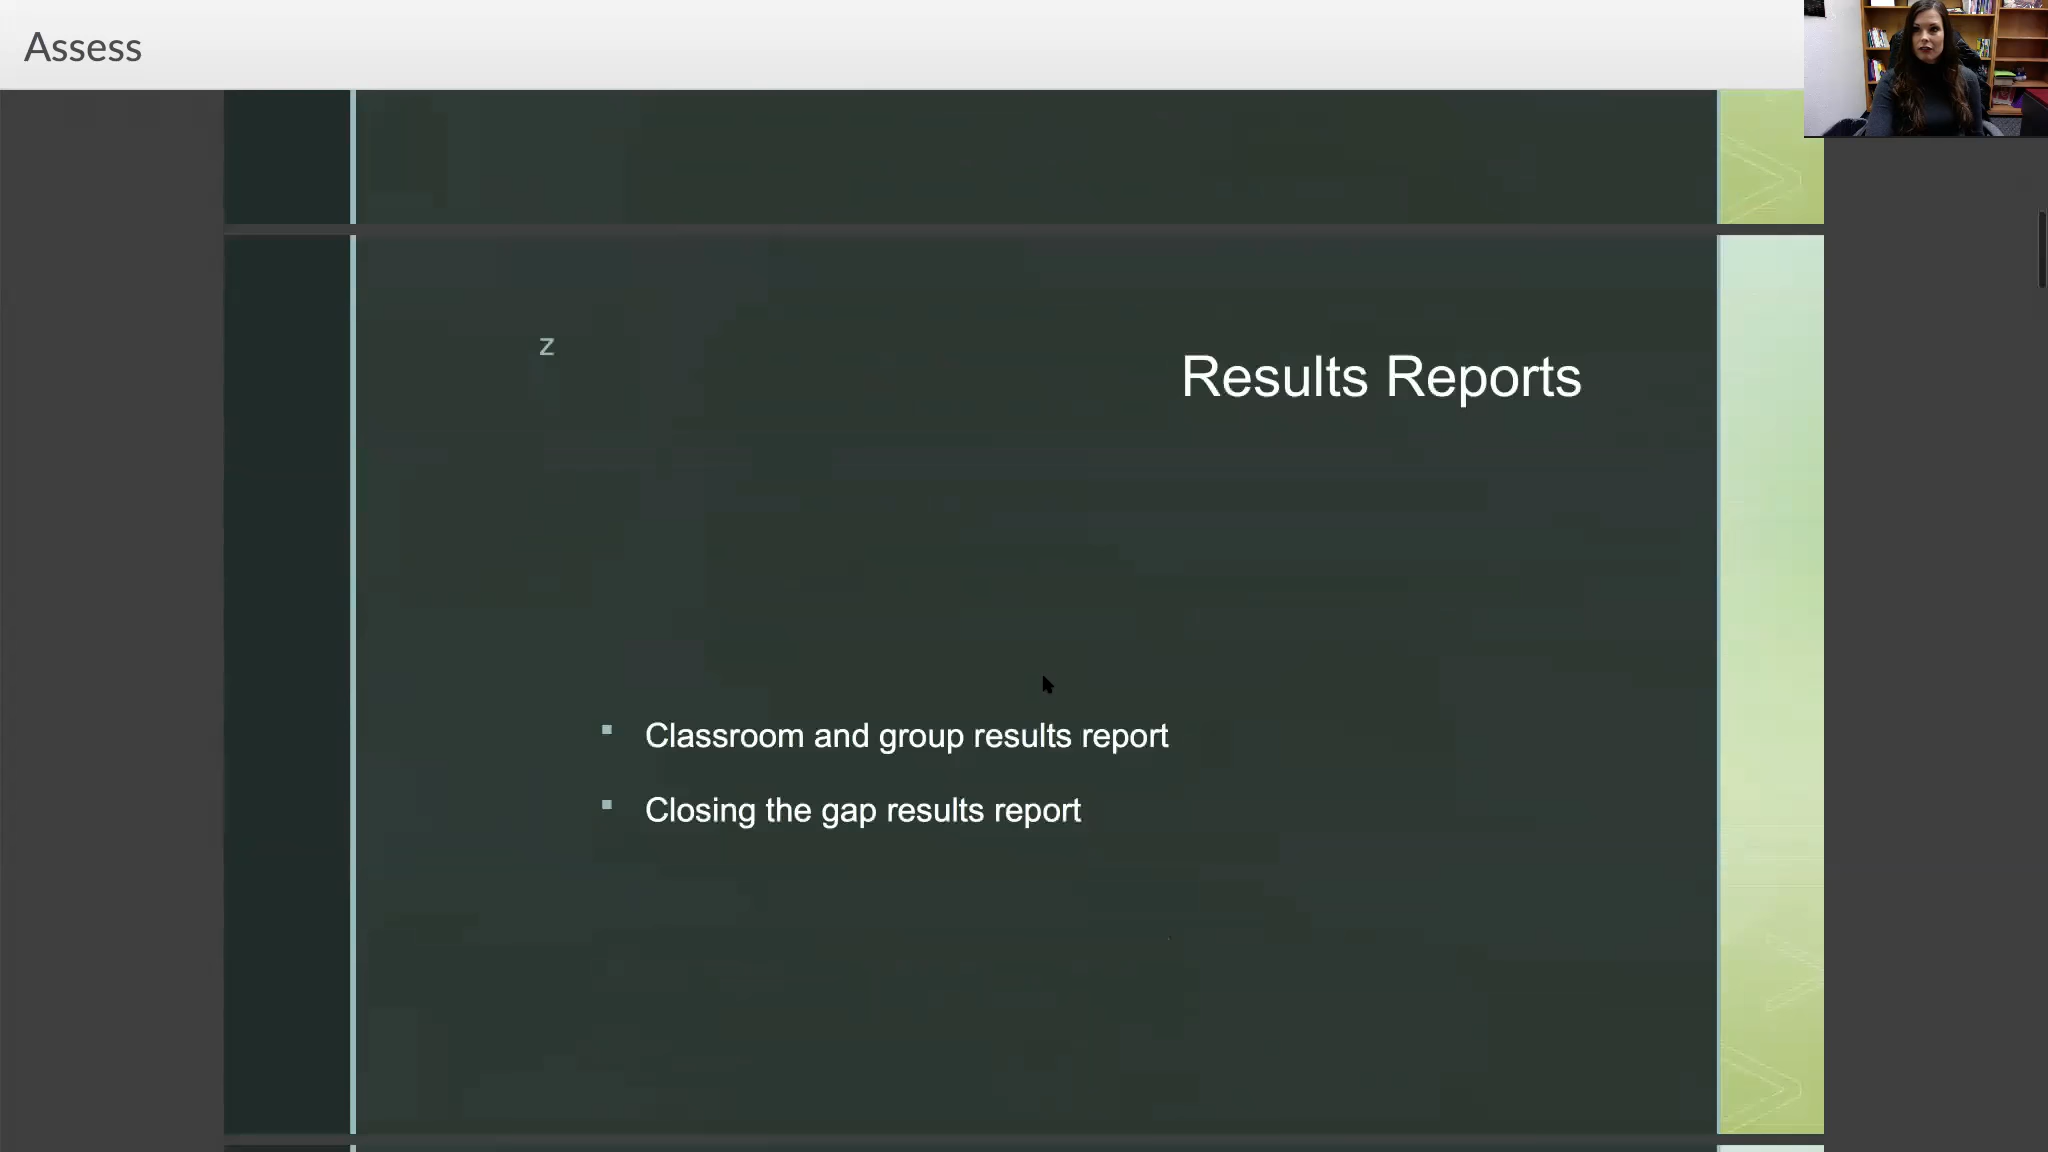 Assess
z
Results Reports
Classroom and group results report
Closing the gap results report